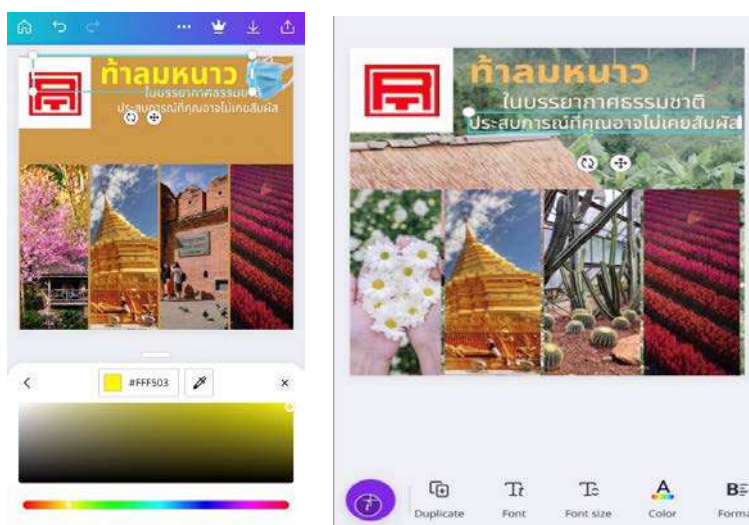 ท้าลมหนาว
ในบรรยากาศธรรมชาติ
ประสบการณ์ที่คุณอาจไม่เคยสัมผัส
#FFF503
ท้าลมหนาว
ในบรรยากาศธรรมชาติ
ประสบการณ์ที่คุณอาจไม่เคยสัมผัส
Duplicate
Font
Font size
Color
Forma